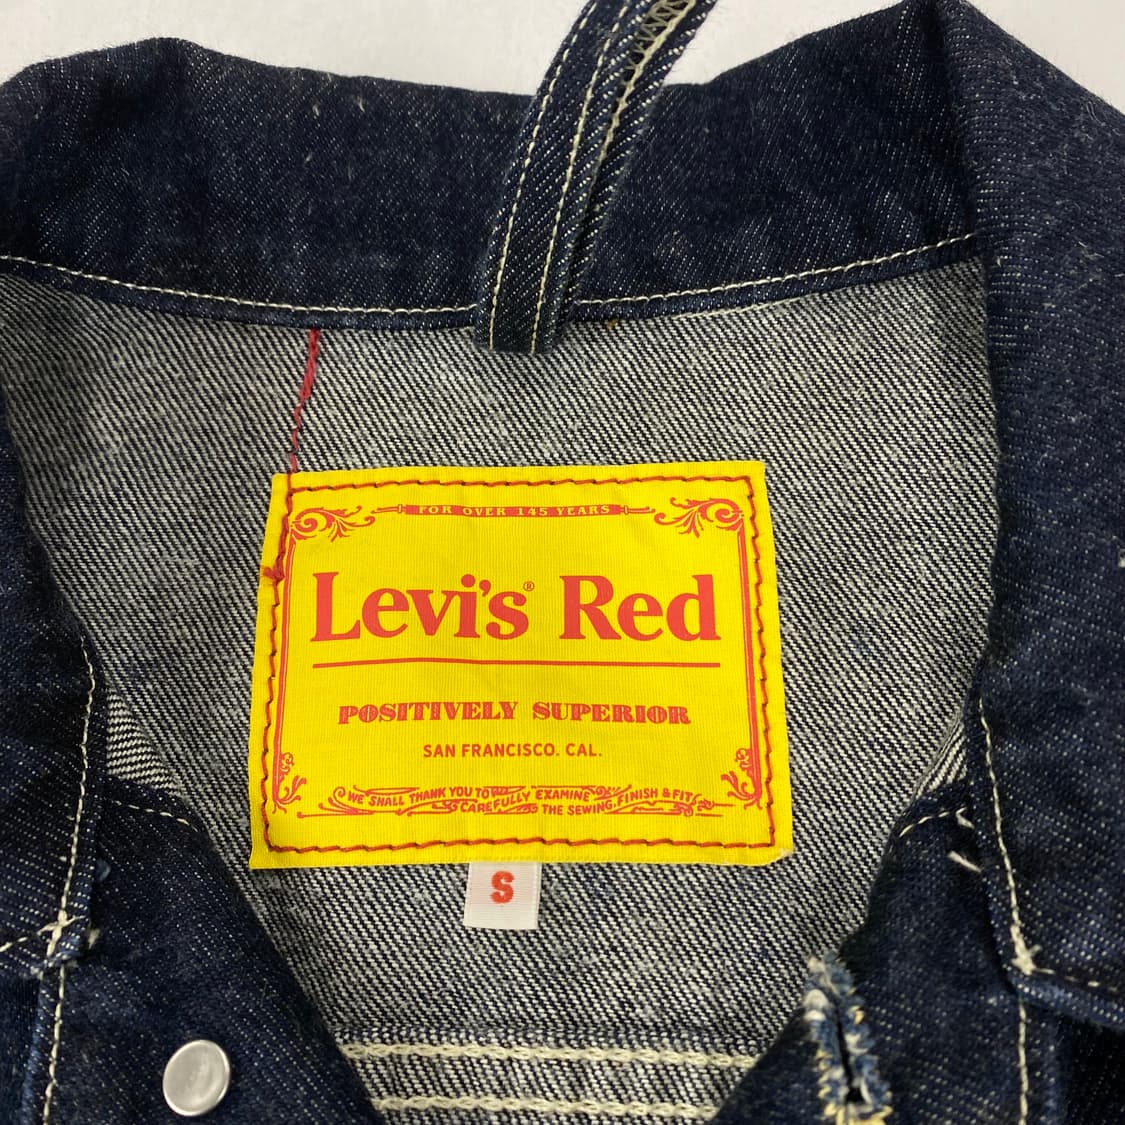 FOR OVER 145 YEARS
Levi's® Red
POSITIVELY SUPERIOR
SAN FRANCISCO. CAL.
WE SHALL THANK YOU TO CAREFULLY EXAMINE THE SEWING, FINISH & FIT
S